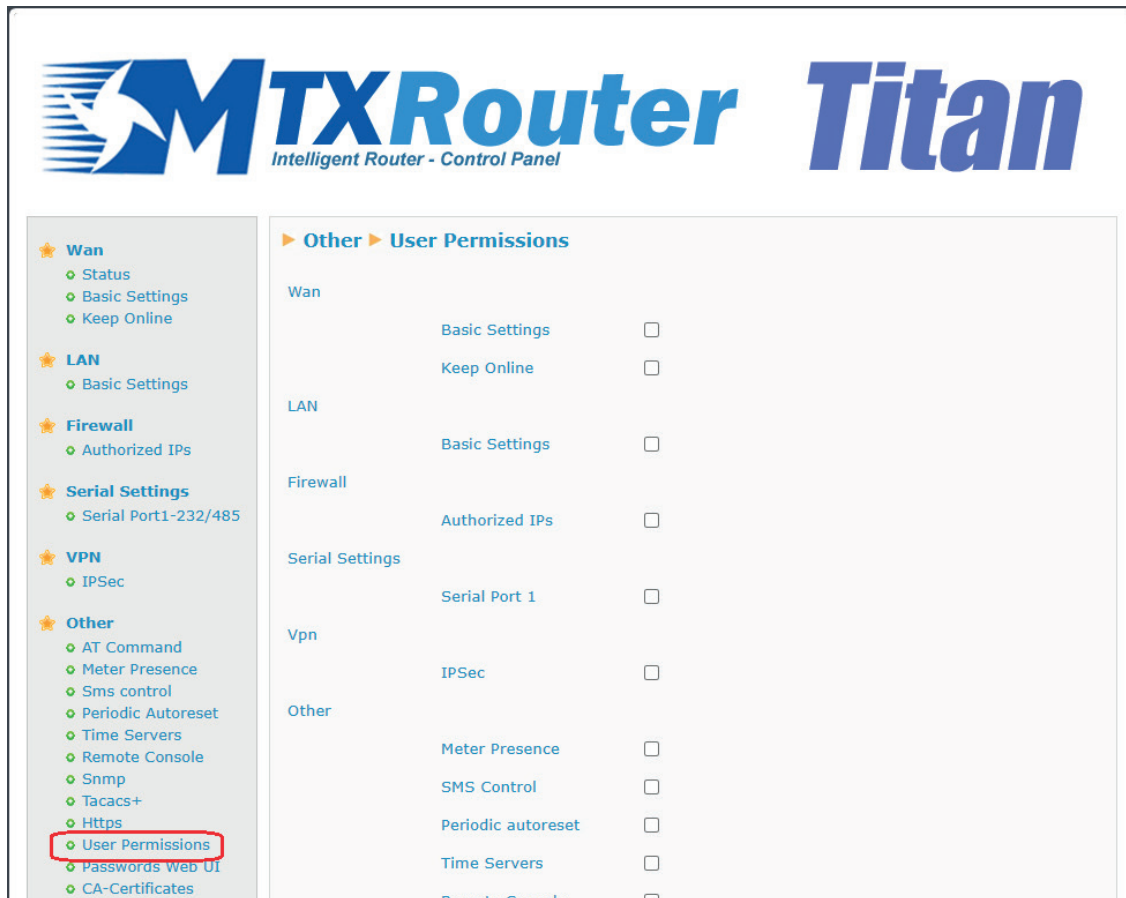 MTXRouter Titan
Intelligent Router - Control Panel
Wan
Status
Basic Settings
Keep Online
LAN
Basic Settings
Firewall
Authorized IPs
Serial Settings
Serial Port1-232/485
VPN
IPSec
Other
AT Command
Meter Presence
Sms control
Periodic Autoreset
Time Servers
Remote Console
Snmp
Tacacs+
Https
User Permissions
Passwords Web UI
CA-Certificates
Other User Permissions
Wan
Basic Settings
Keep Online
LAN
Basic Settings
Firewall
Authorized IPs
Serial Settings
Serial Port 1
Vpn
IPSec
Other
Meter Presence
SMS Control
Periodic autoreset
Time Servers